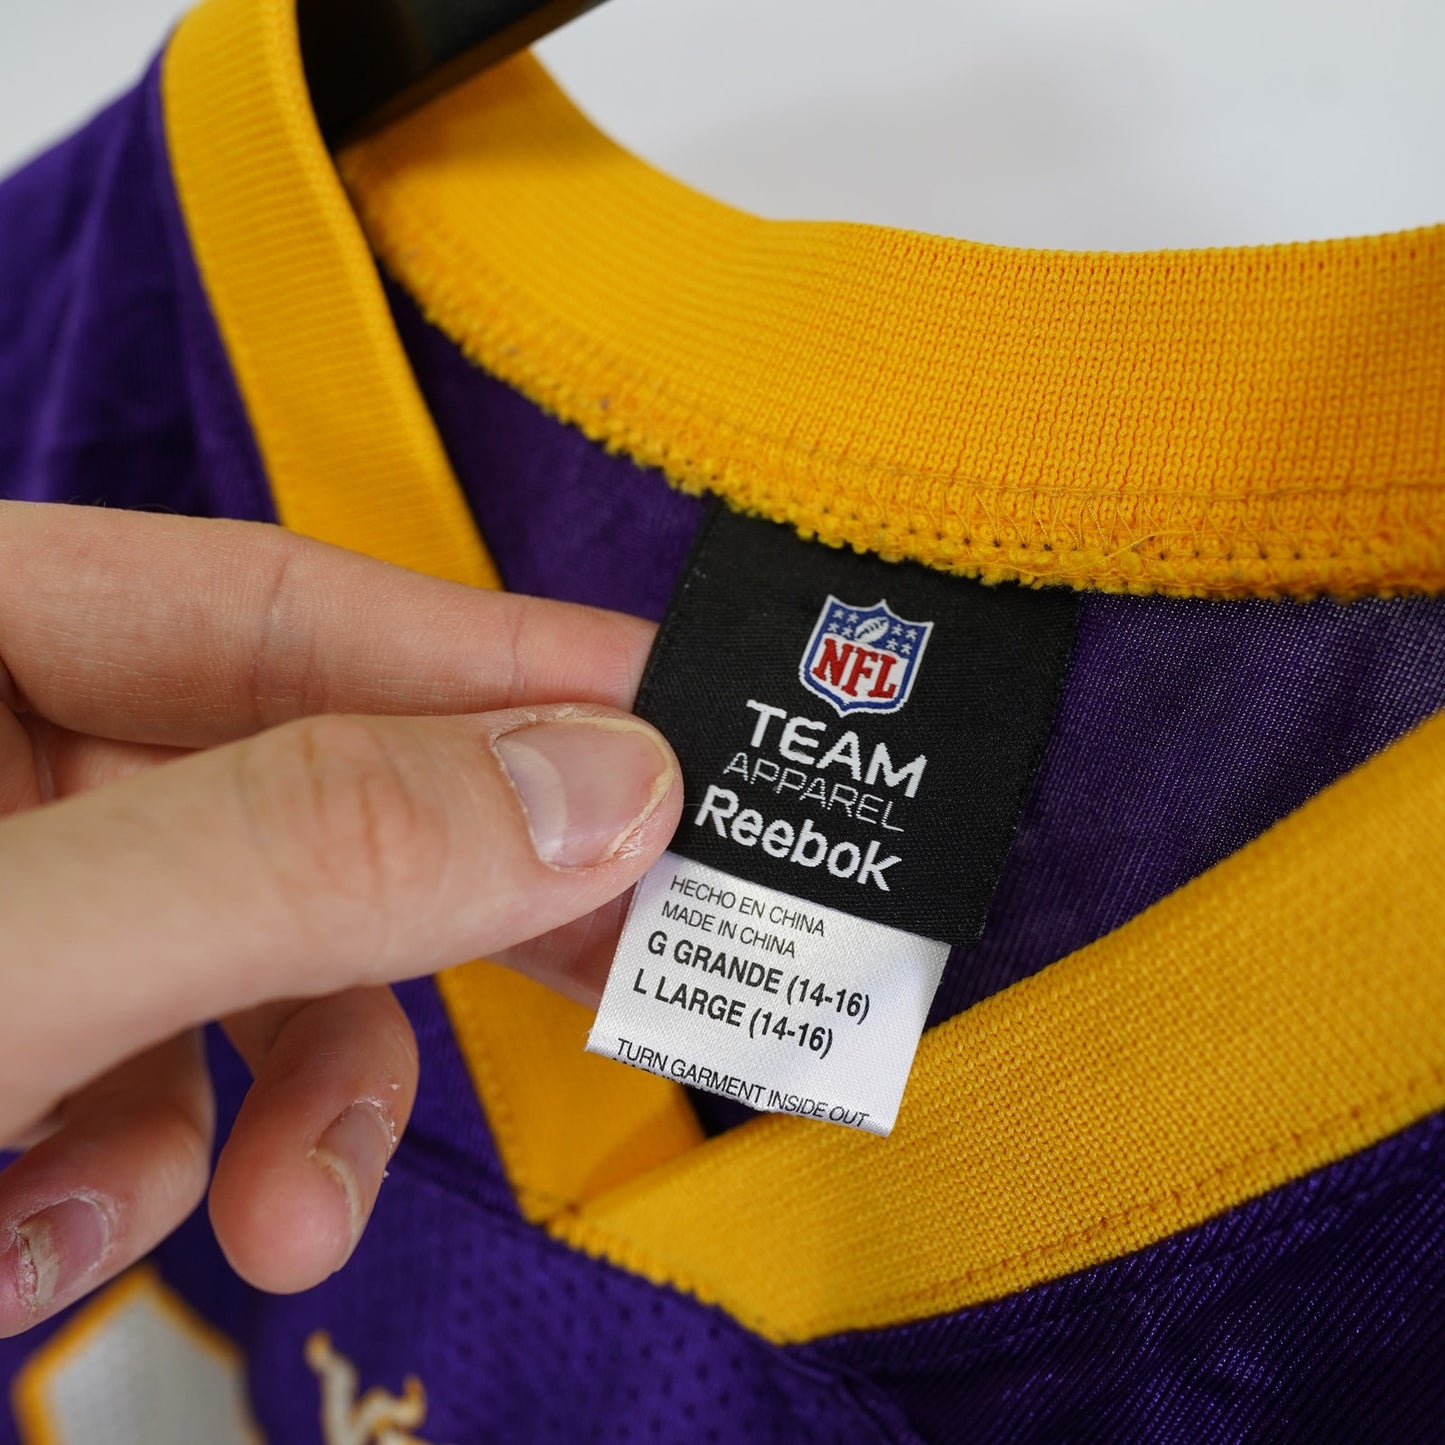 NFL
TEAM
APPAREL
Reebok
HECHO EN CHINA
MADE IN CHINA
G GRANDE (14-16)
L LARGE (14-16)
TURN GARMENT INSIDE OUT